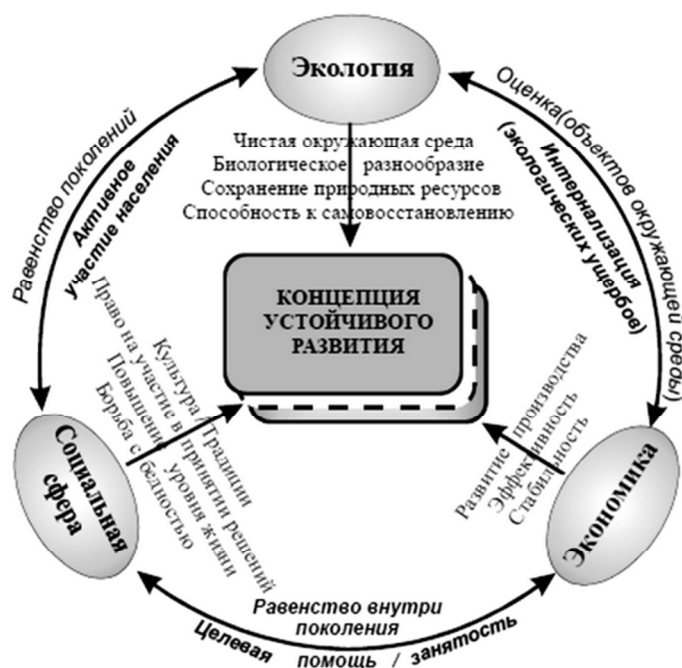 Экология
Равенство поколений
Активное
участие населения
Оценка(объектов окружающей среды)
Интернализация
(экологических ущербов)
Чистая окружающая среда
Биологическое разнообразие
Сохранение природных ресурсов
Способность к самовосстановлению
КОНЦЕПЦИЯ
УСТОЙЧИВОГО
РАЗВИТИЯ
Культура / Традиции
Право на участие в принятии решений
Повышение уровня жизни
Борьба с бедностью
Развитие производства
Эффективность
Стабильность
Социальная
сфера
Экономика
Равенство внутри
поколения
Целевая помощь / занятость